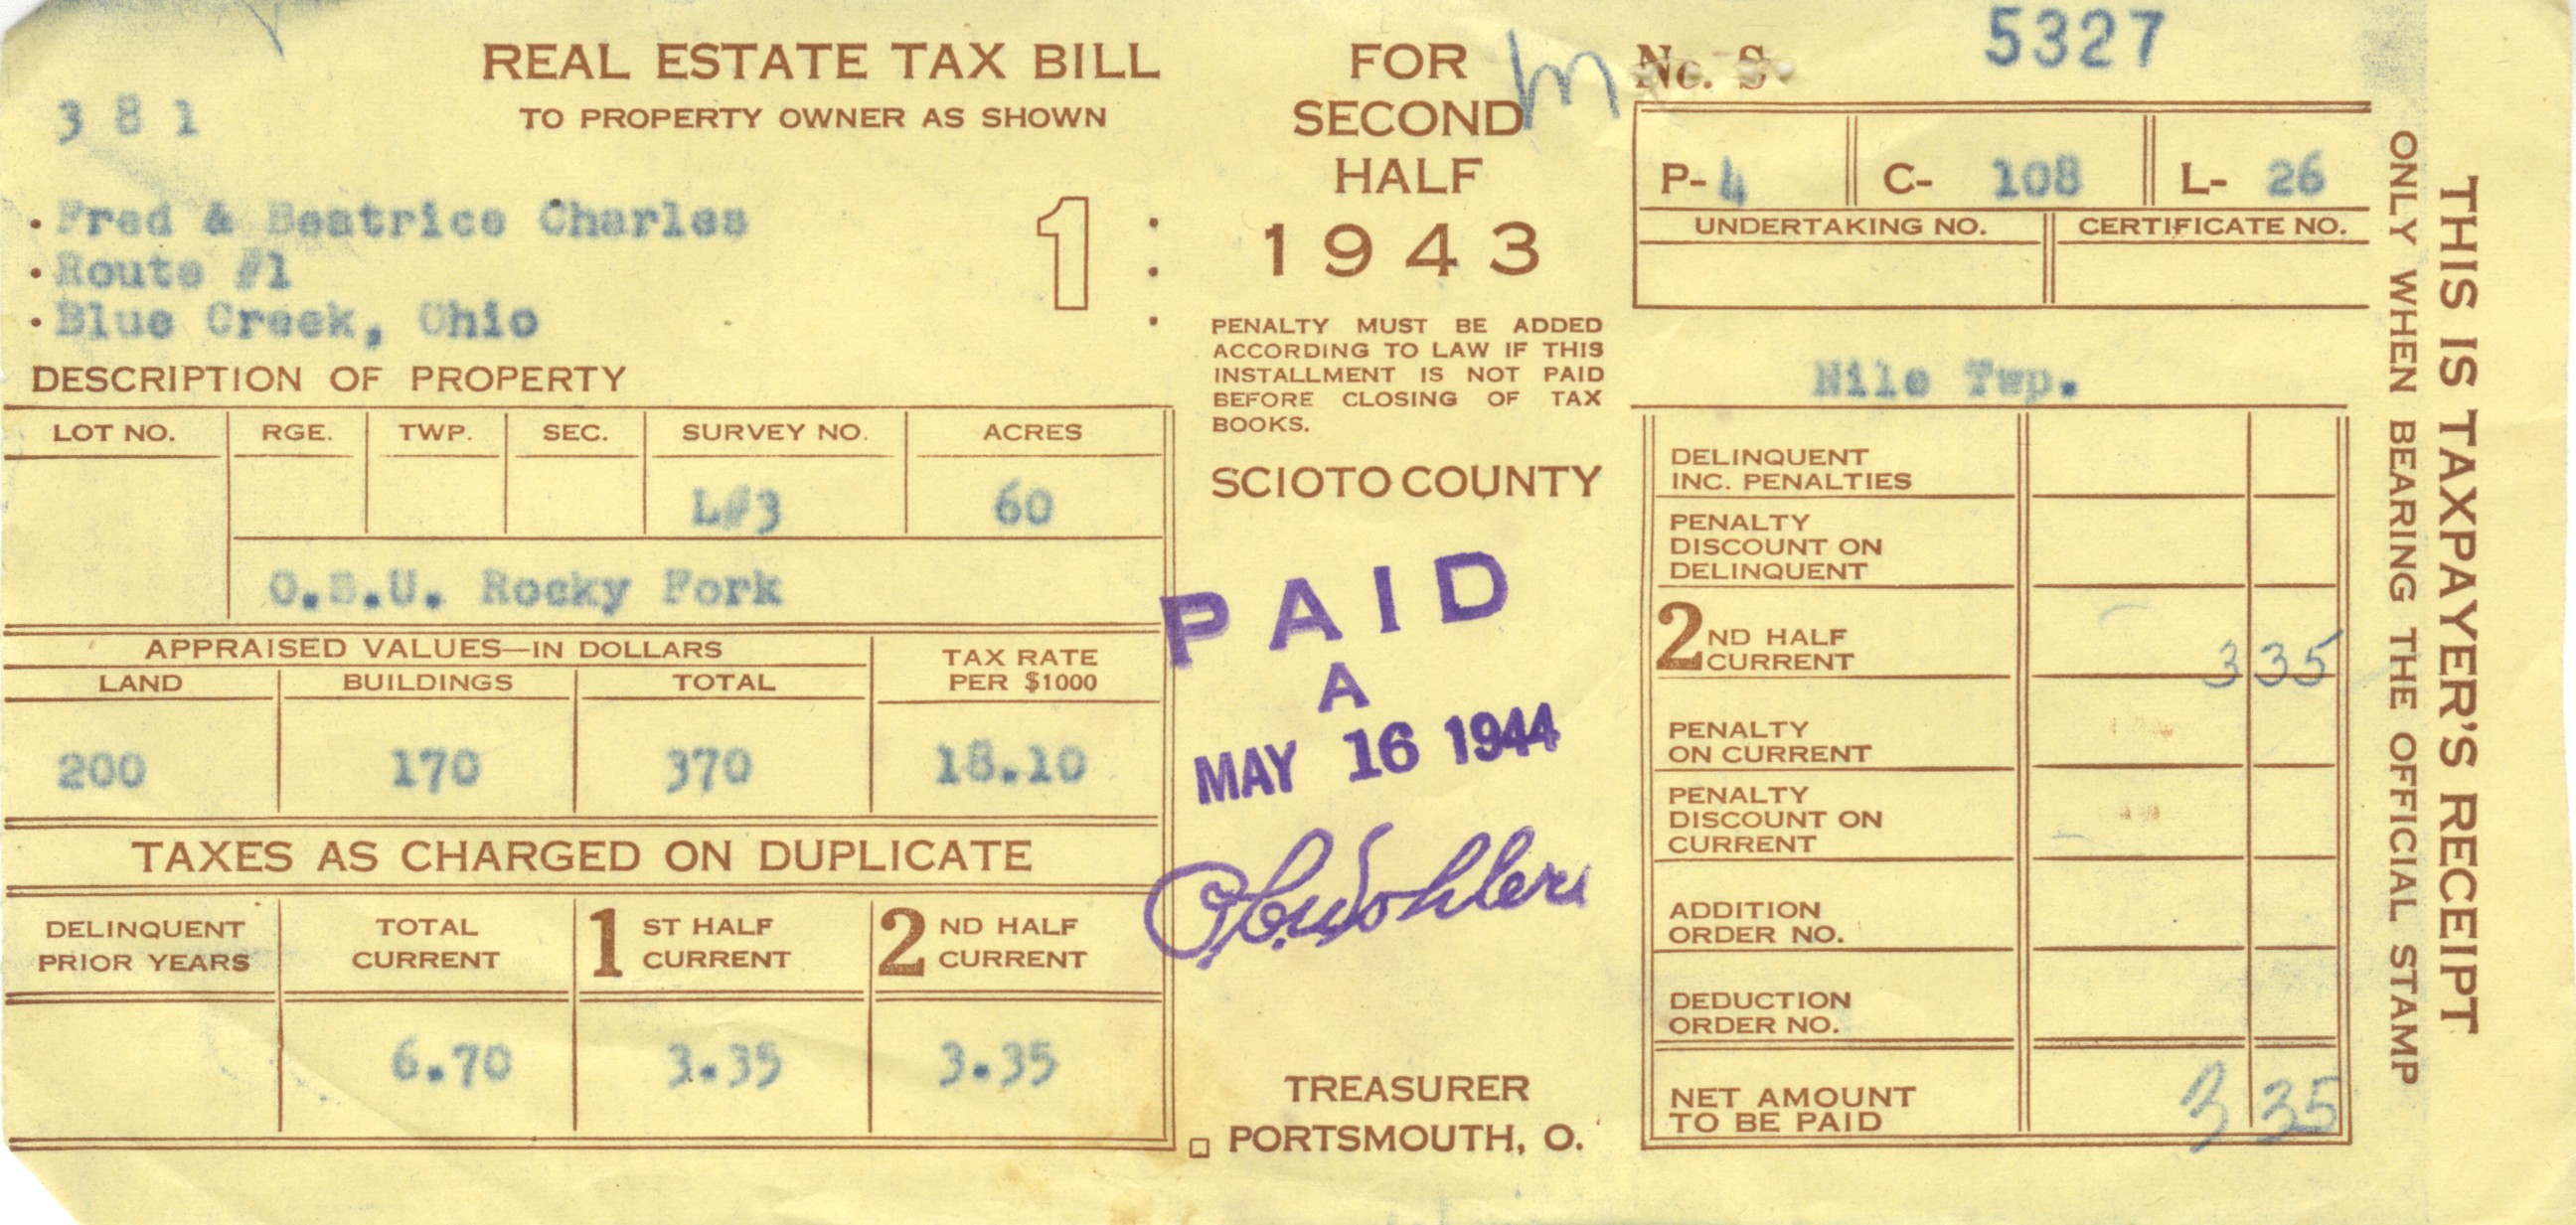 REAL ESTATE TAX BILL
TO PROPERTY OWNER AS SHOWN
381
Fred & Beatrice Charles
Route #1
Blue Creek, Ohio
1
DESCRIPTION OF PROPERTY
LOT NO. RGE. TWP. SEC. SURVEY NO. ACRES
L#3 60
O.S.U. Rocky Fork
APPRAISED VALUES—IN DOLLARS
LAND BUILDINGS TOTAL TAX RATE PER $1000
200 170 370 18.10
TAXES AS CHARGED ON DUPLICATE
DELINQUENT PRIOR YEARS
TOTAL CURRENT
1ST HALF CURRENT
2ND HALF CURRENT
6.70 3.35 3.35
FOR
SECOND
HALF
1943
PENALTY MUST BE ADDED
ACCORDING TO LAW IF THIS
INSTALLMENT IS NOT PAID
BEFORE CLOSING OF TAX
BOOKS.
SCIOTO COUNTY
PAID
A
MAY 16 1944
TREASURER
PORTSMOUTH, O.
m
No. S 5327
P- 4 C- 108 L- 26
UNDERTAKING NO. CERTIFICATE NO.
Nile Twp.
DELINQUENT
INC. PENALTIES
PENALTY
DISCOUNT ON
DELINQUENT
2ND HALF
CURRENT 3 35
PENALTY
ON CURRENT
PENALTY
DISCOUNT ON
CURRENT
ADDITION
ORDER NO.
DEDUCTION
ORDER NO.
NET AMOUNT
TO BE PAID 3 35
THIS IS TAXPAYER'S RECEIPT
ONLY WHEN BEARING THE OFFICIAL STAMP